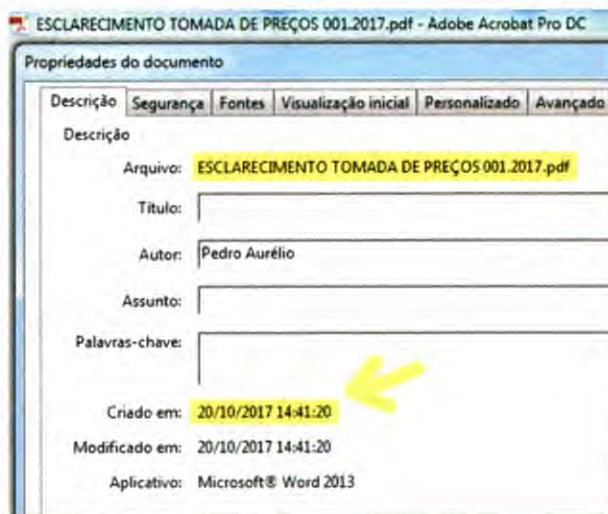 ESCLARECIMENTO TOMADA DE PREÇOS 001.2017.pdf - Adobe Acrobat Pro DC
Propriedades do documento
Descrição Segurança Fontes Visualização inicial Personalizado Avançado
Descrição
Arquivo: ESCLARECIMENTO TOMADA DE PREÇOS 001.2017.pdf
Título:
Autor: Pedro Aurélio
Assunto:
Palavras-chave:
Criado em: 20/10/2017 14:41:20
Modificado em: 20/10/2017 14:41:20
Aplicativo: Microsoft® Word 2013